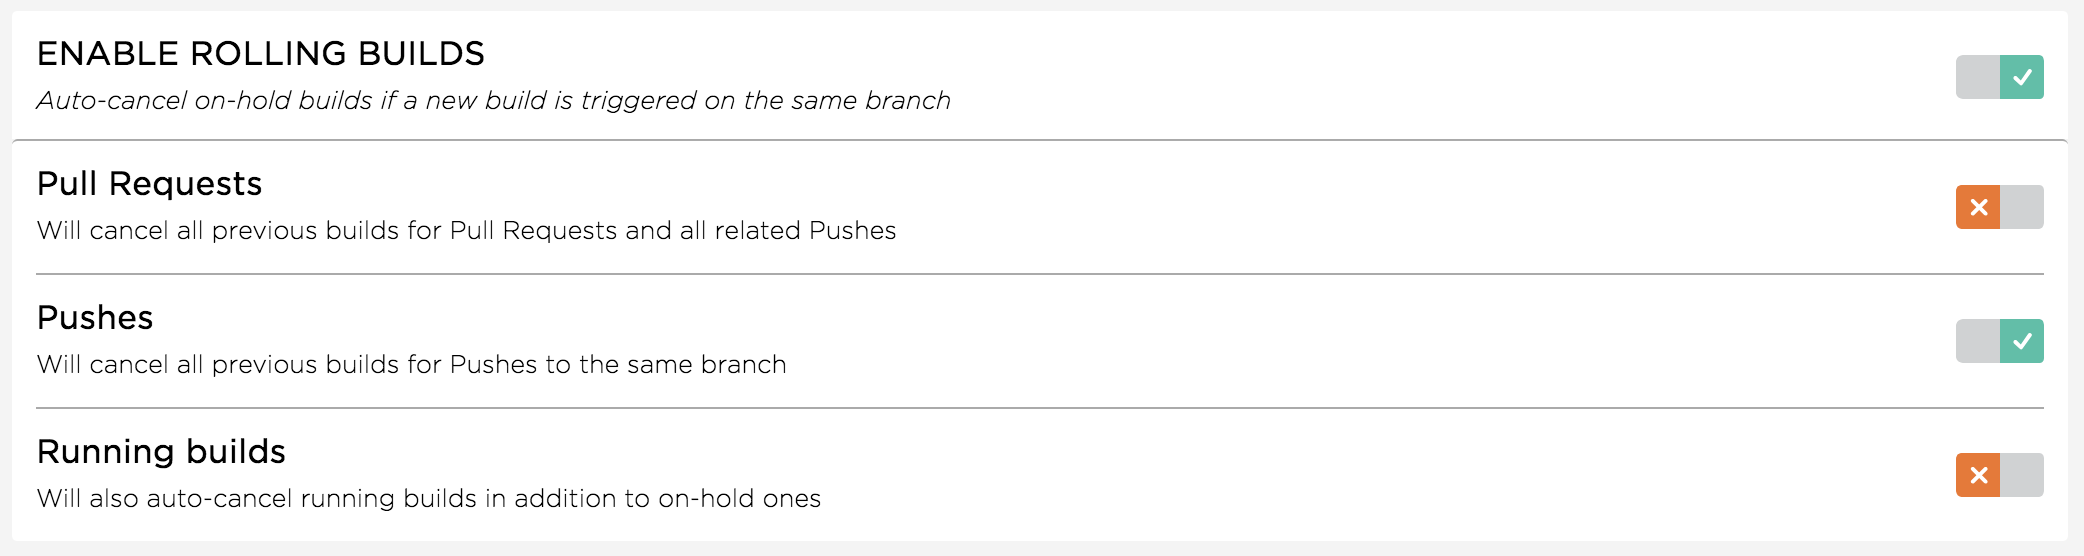 ENABLE ROLLING BUILDS
Auto-cancel on-hold builds if a new build is triggered on the same branch
Pull Requests
Will cancel all previous builds for Pull Requests and all related Pushes
Pushes
Will cancel all previous builds for Pushes to the same branch
Running builds
Will also auto-cancel running builds in addition to on-hold ones